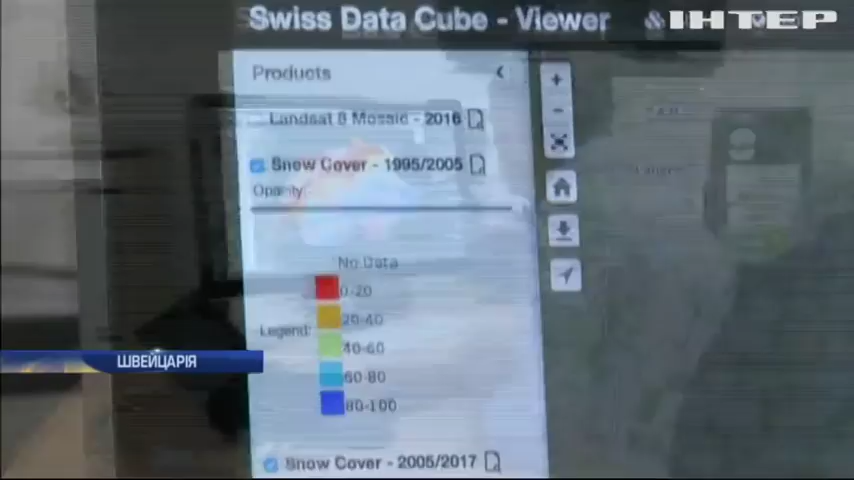 Swiss Data Cube - Viewer
ІНТЕР
Products
Landsat 8 Mosaic - 2016
Snow Cover - 1995/2005
Opacity:
No Data
0-20
20-40
Legend:
40-60
60-80
80-100
ШВЕЙЦАРІЯ
Snow Cover - 2005/2017